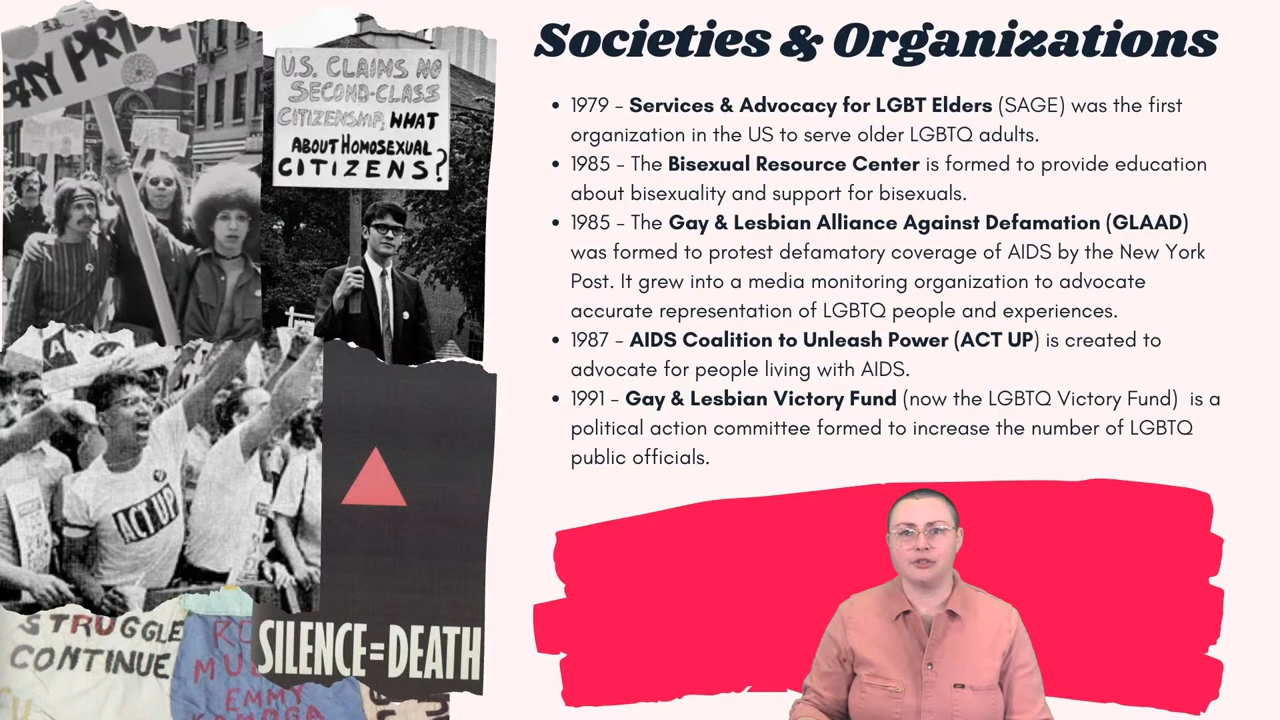 GAY PRIDE
U.S. CLAIMS NO
SECOND-CLASS
CITIZENSHIP, WHAT
ABOUT HOMOSEXUAL
CITIZENS?
ACT UP
SILENCE=DEATH
STRUGGLE
CONTINUE
EMMY
Societies & Organizations
• 1979 - Services & Advocacy for LGBT Elders (SAGE) was the first
organization in the US to serve older LGBTQ adults.
• 1985 - The Bisexual Resource Center is formed to provide education
about bisexuality and support for bisexuals.
• 1985 - The Gay & Lesbian Alliance Against Defamation (GLAAD)
was formed to protest defamatory coverage of AIDS by the New York
Post. It grew into a media monitoring organization to advocate
accurate representation of LGBTQ people and experiences.
• 1987 - AIDS Coalition to Unleash Power (ACT UP) is created to
advocate for people living with AIDS.
• 1991 - Gay & Lesbian Victory Fund (now the LGBTQ Victory Fund) is a
political action committee formed to increase the number of LGBTQ
public officials.